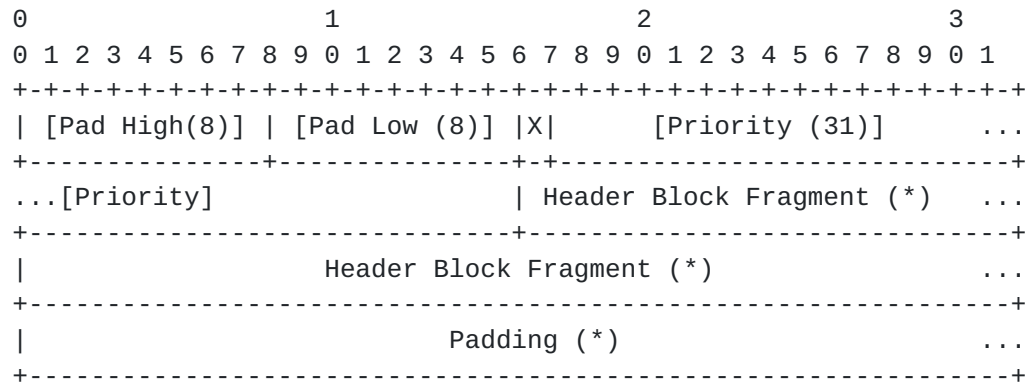 0                   1                   2                   3
0 1 2 3 4 5 6 7 8 9 0 1 2 3 4 5 6 7 8 9 0 1 2 3 4 5 6 7 8 9 0 1
+-+-+-+-+-+-+-+-+-+-+-+-+-+-+-+-+-+-+-+-+-+-+-+-+-+-+-+-+-+-+-+-+
| [Pad High(8)] | [Pad Low (8)] |X|      [Priority (31)]      ...
+---------------+---------------+-+-----------------------------+
...[Priority]                   | Header Block Fragment (*)   ...
+-------------------------------+-------------------------------+
|                   Header Block Fragment (*)                 ...
+---------------------------------------------------------------+
|                           Padding (*)                       ...
+---------------------------------------------------------------+